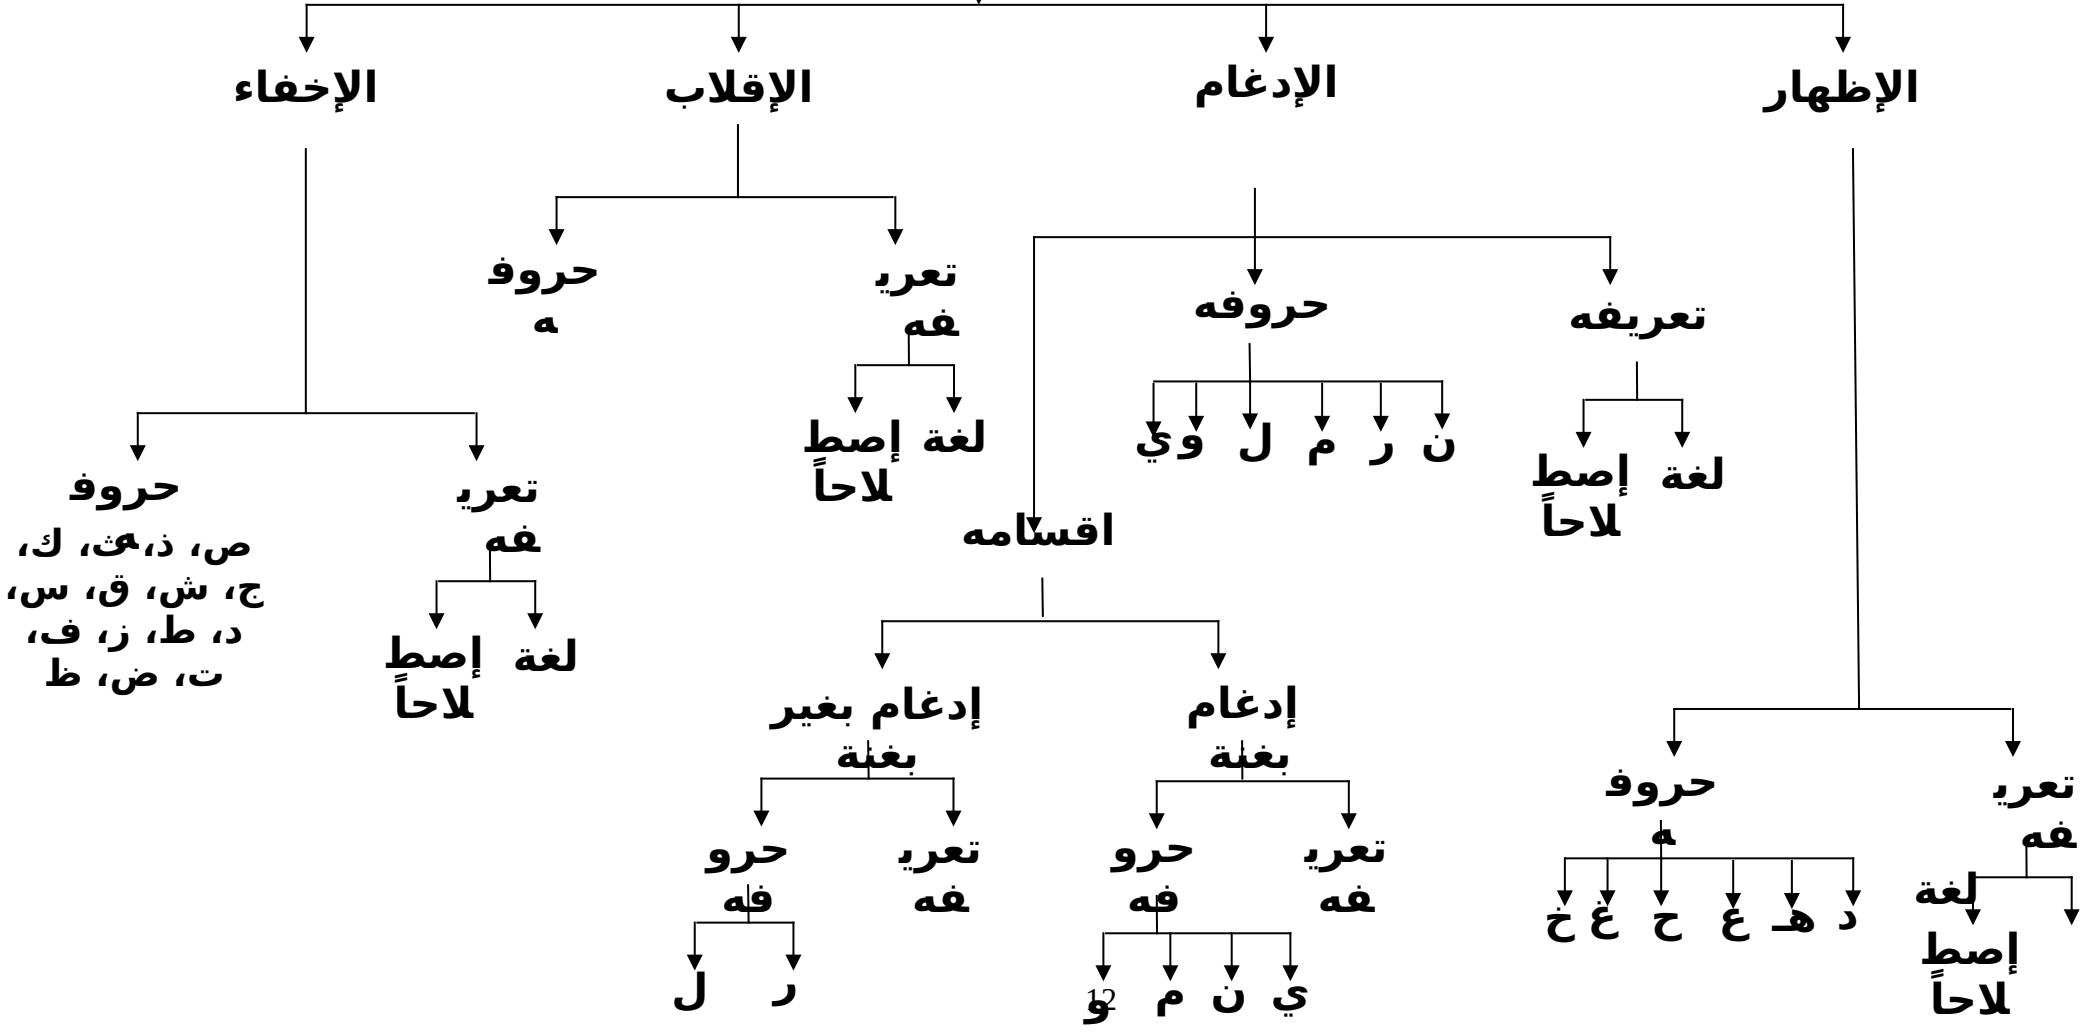 الإظهار
الإدغام
الإقلاب
الإخفاء
تعريفه
لغة
إصطلاحاً
حروفه
د هـ ع ح غ خ
تعريفه
لغة
إصطلاحاً
حروفه
ن ر م ل و ي
اقسامه
إدغام
بغنة
تعريفه
حروفه
ي ن م و
إدغام بغير
بغنة
تعريفه
حروفه
ر ل
تعريفه
لغة
إصطلاحاً
حروفه
تعريفه
لغة
إصطلاحاً
حروفه
ص، ذ، ث، ك،
ج، ش، ق، س،
د، ط، ز، ف،
ت، ض، ظ
12